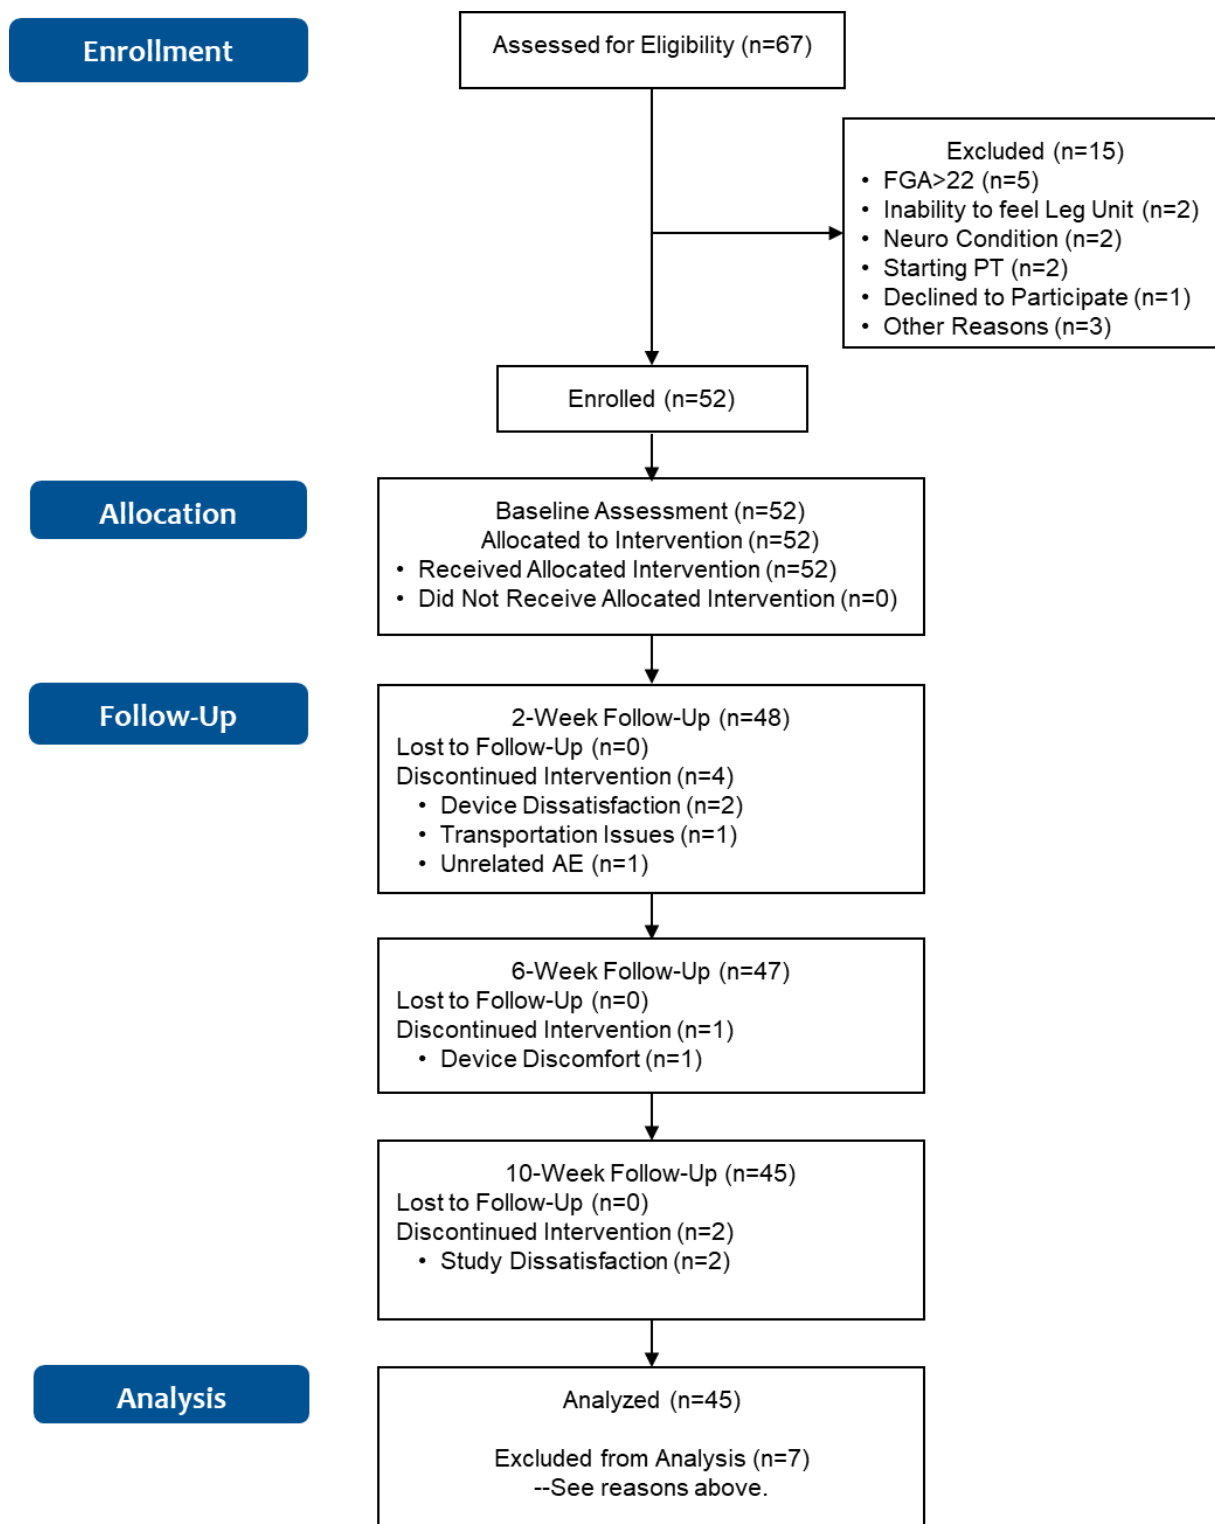 Enrollment
Assessed for Eligibility (n=67)
Excluded (n=15)
• FGA>22 (n=5)
• Inability to feel Leg Unit (n=2)
• Neuro Condition (n=2)
• Starting PT (n=2)
• Declined to Participate (n=1)
• Other Reasons (n=3)
Enrolled (n=52)
Allocation
Baseline Assessment (n=52)
Allocated to Intervention (n=52)
• Received Allocated Intervention (n=52)
• Did Not Receive Allocated Intervention (n=0)
Follow-Up
2-Week Follow-Up (n=48)
Lost to Follow-Up (n=0)
Discontinued Intervention (n=4)
• Device Dissatisfaction (n=2)
• Transportation Issues (n=1)
• Unrelated AE (n=1)
6-Week Follow-Up (n=47)
Lost to Follow-Up (n=0)
Discontinued Intervention (n=1)
• Device Discomfort (n=1)
10-Week Follow-Up (n=45)
Lost to Follow-Up (n=0)
Discontinued Intervention (n=2)
• Study Dissatisfaction (n=2)
Analysis
Analyzed (n=45)
Excluded from Analysis (n=7)
--See reasons above.